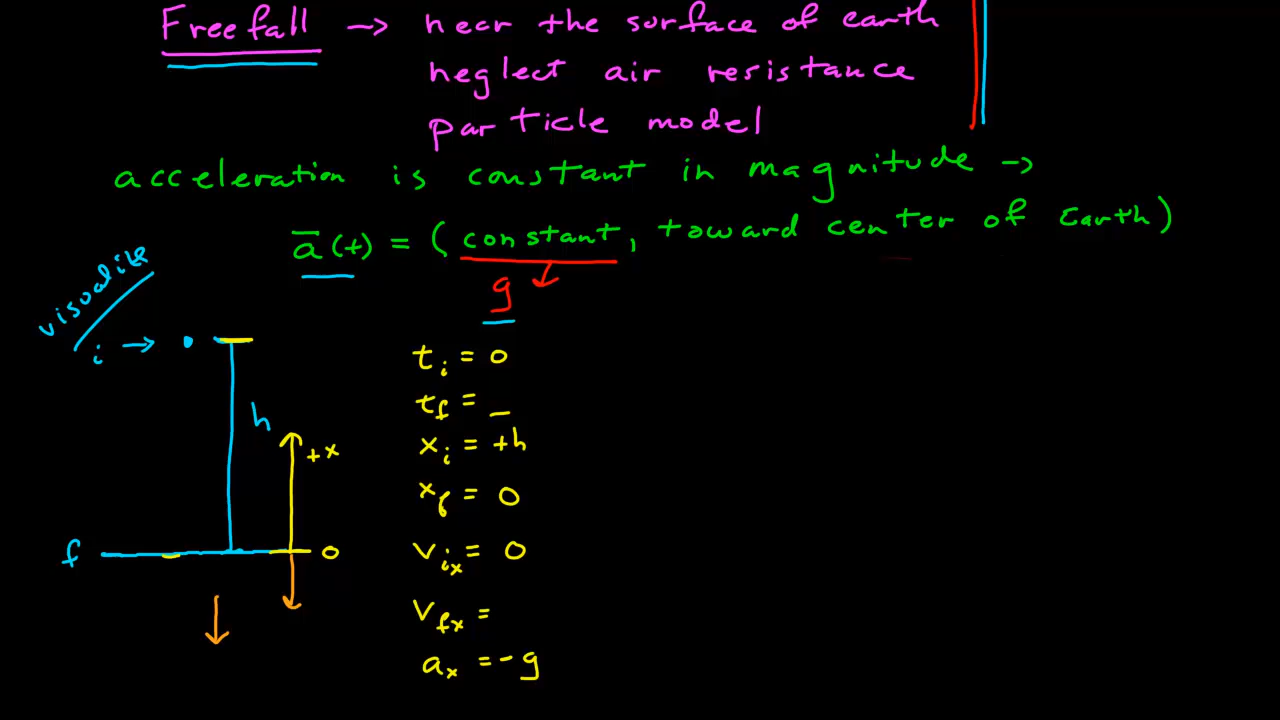 Freefall → near the surface of earth
neglect air resistance
particle model
acceleration is constant in magnitude →
a(t) = (constant, toward center of Earth)
g
visualize
i →
h
+x
f
0
tᵢ = 0
t_f = _
xᵢ = +h
x_f = 0
vᵢₓ = 0
v_fx =
aₓ = -g